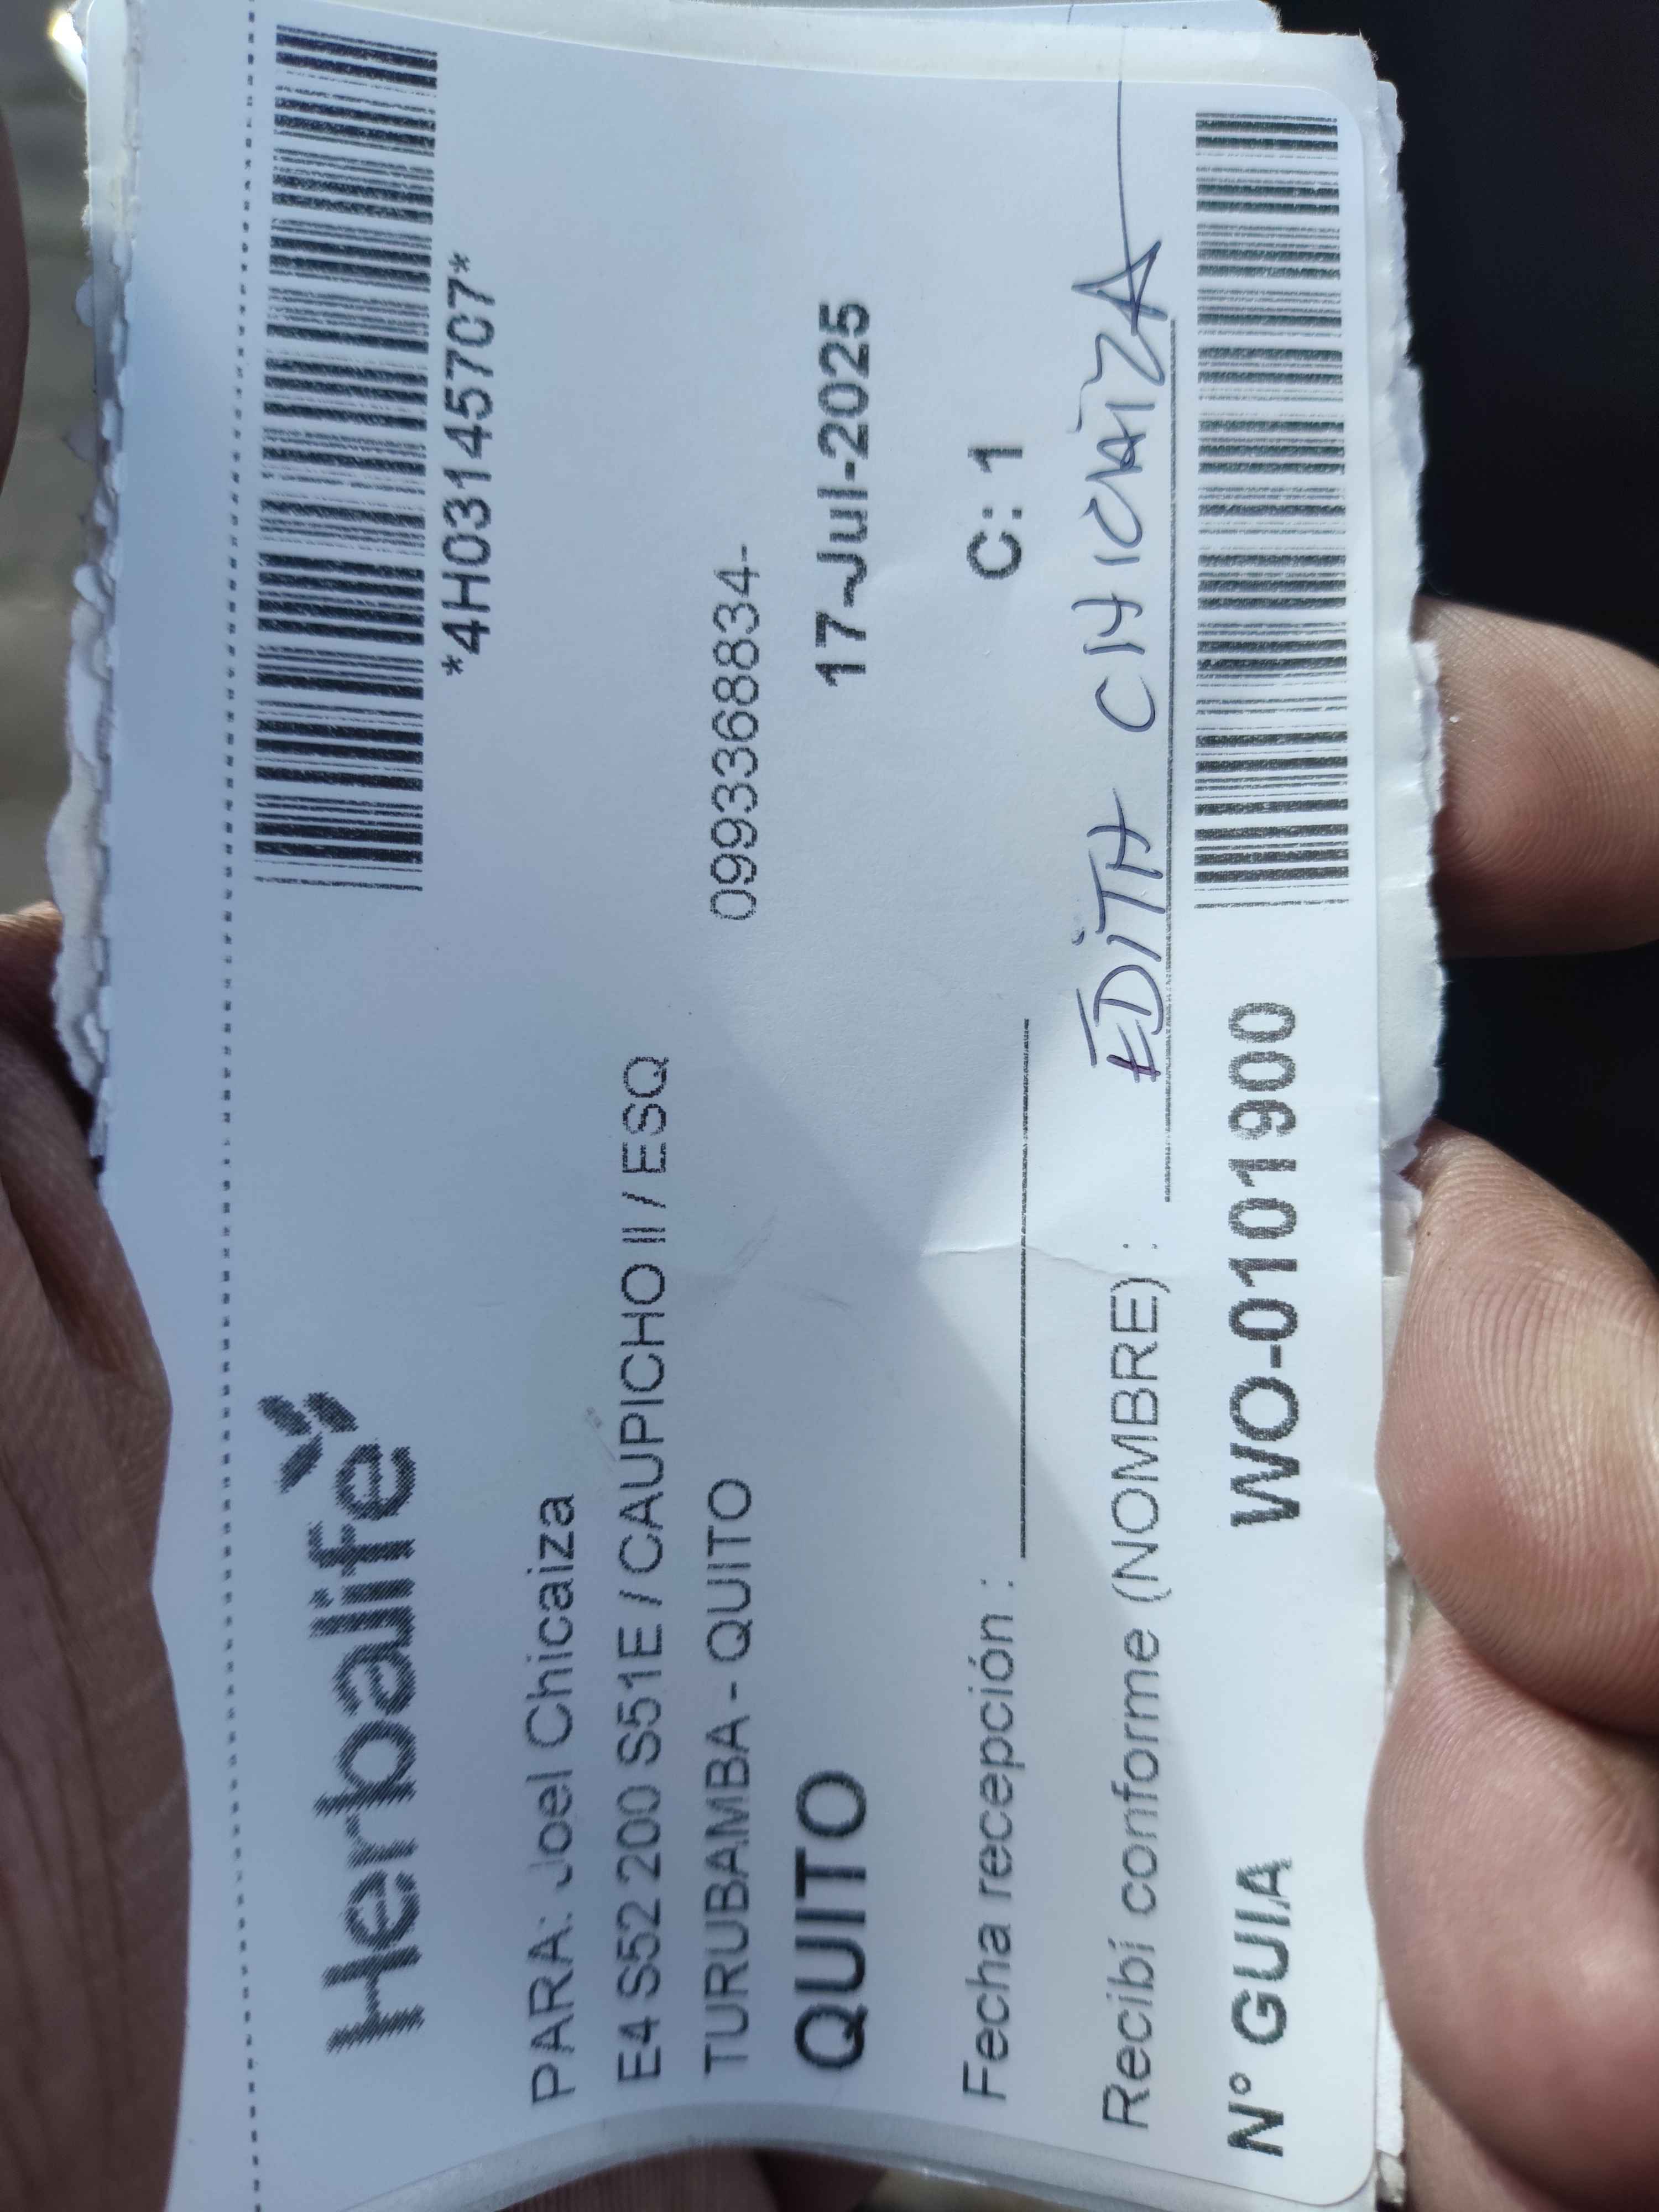 Herbalife
*4H03145707*
PARA: Joel Chicaiza
E4 S52 200 S51E / CAUPICHO II / ESQ
TURUBAMBA - QUITO 0993368834-
QUITO 17-Jul-2025
Fecha recepción : C: 1
Recibí conforme (NOMBRE) : EDITH CHICAIZA
N° GUIA WO-0101900